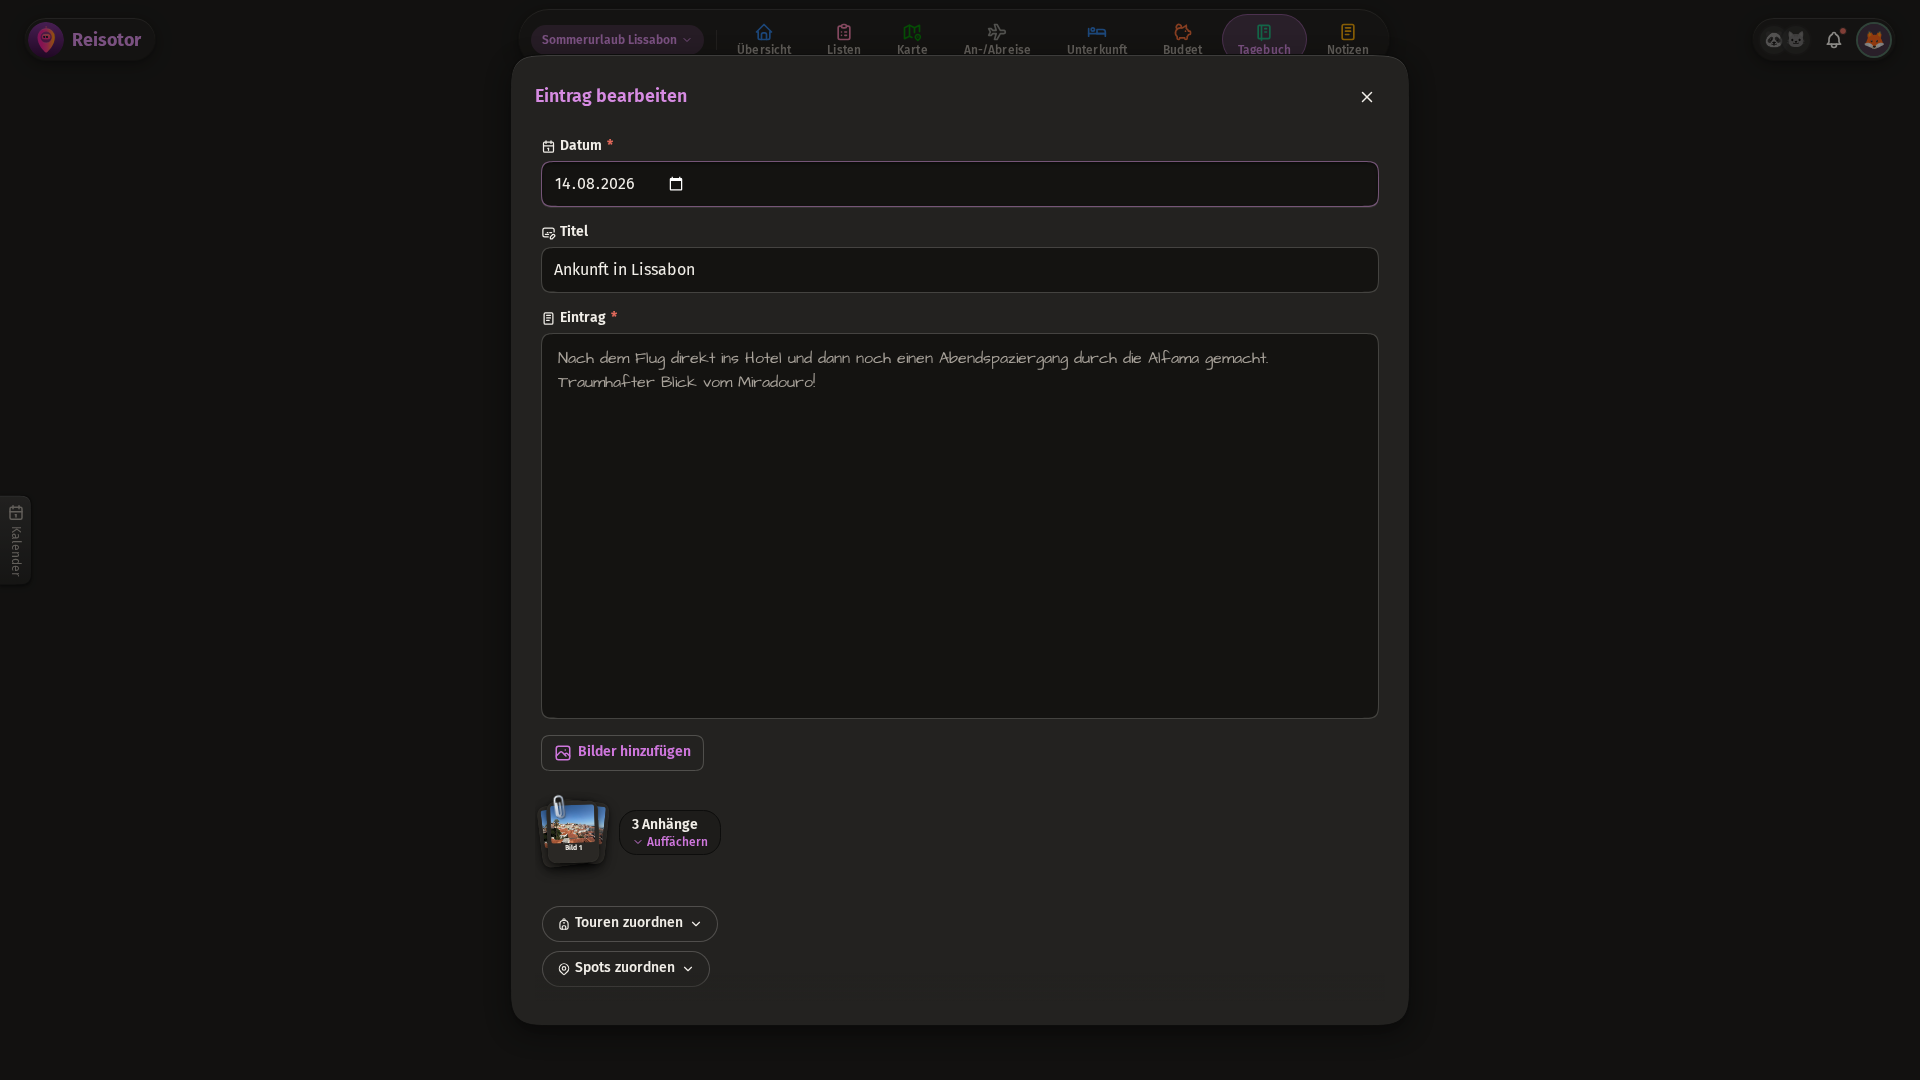 Reisotor
Sommerurlaub Lissabon
Übersicht
Listen
Karte
An-/Abreise
Unterkunft
Budget
Tagebuch
Notizen
Eintrag bearbeiten
Datum *
14.08.2026
Titel
Ankunft in Lissabon
Eintrag *
Nach dem Flug direkt ins Hotel und dann noch einen Abendspaziergang durch die Alfama gemacht.
Traumhafter Blick vom Miradouro!
Bilder hinzufügen
Bild 1
3 Anhänge
Auffächern
Touren zuordnen
Spots zuordnen
Kalender